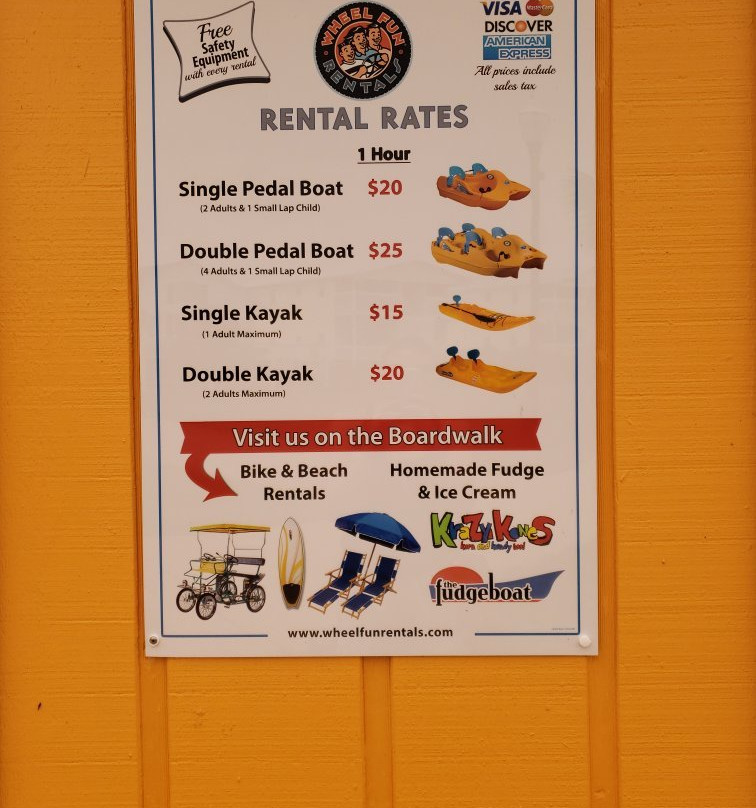 Free
Safety
Equipment
with every rental
WHEEL FUN
RENTALS
VISA MasterCard
DISCOVER
AMERICAN
EXPRESS
All prices include
sales tax
RENTAL RATES
1 Hour
Single Pedal Boat $20
(2 Adults & 1 Small Lap Child)
Double Pedal Boat $25
(4 Adults & 1 Small Lap Child)
Single Kayak $15
(1 Adult Maximum)
Double Kayak $20
(2 Adults Maximum)
Visit us on the Boardwalk
Bike & Beach
Rentals
Homemade Fudge
& Ice Cream
KraZy KoneS
the
fudgeboat
www.wheelfunrentals.com